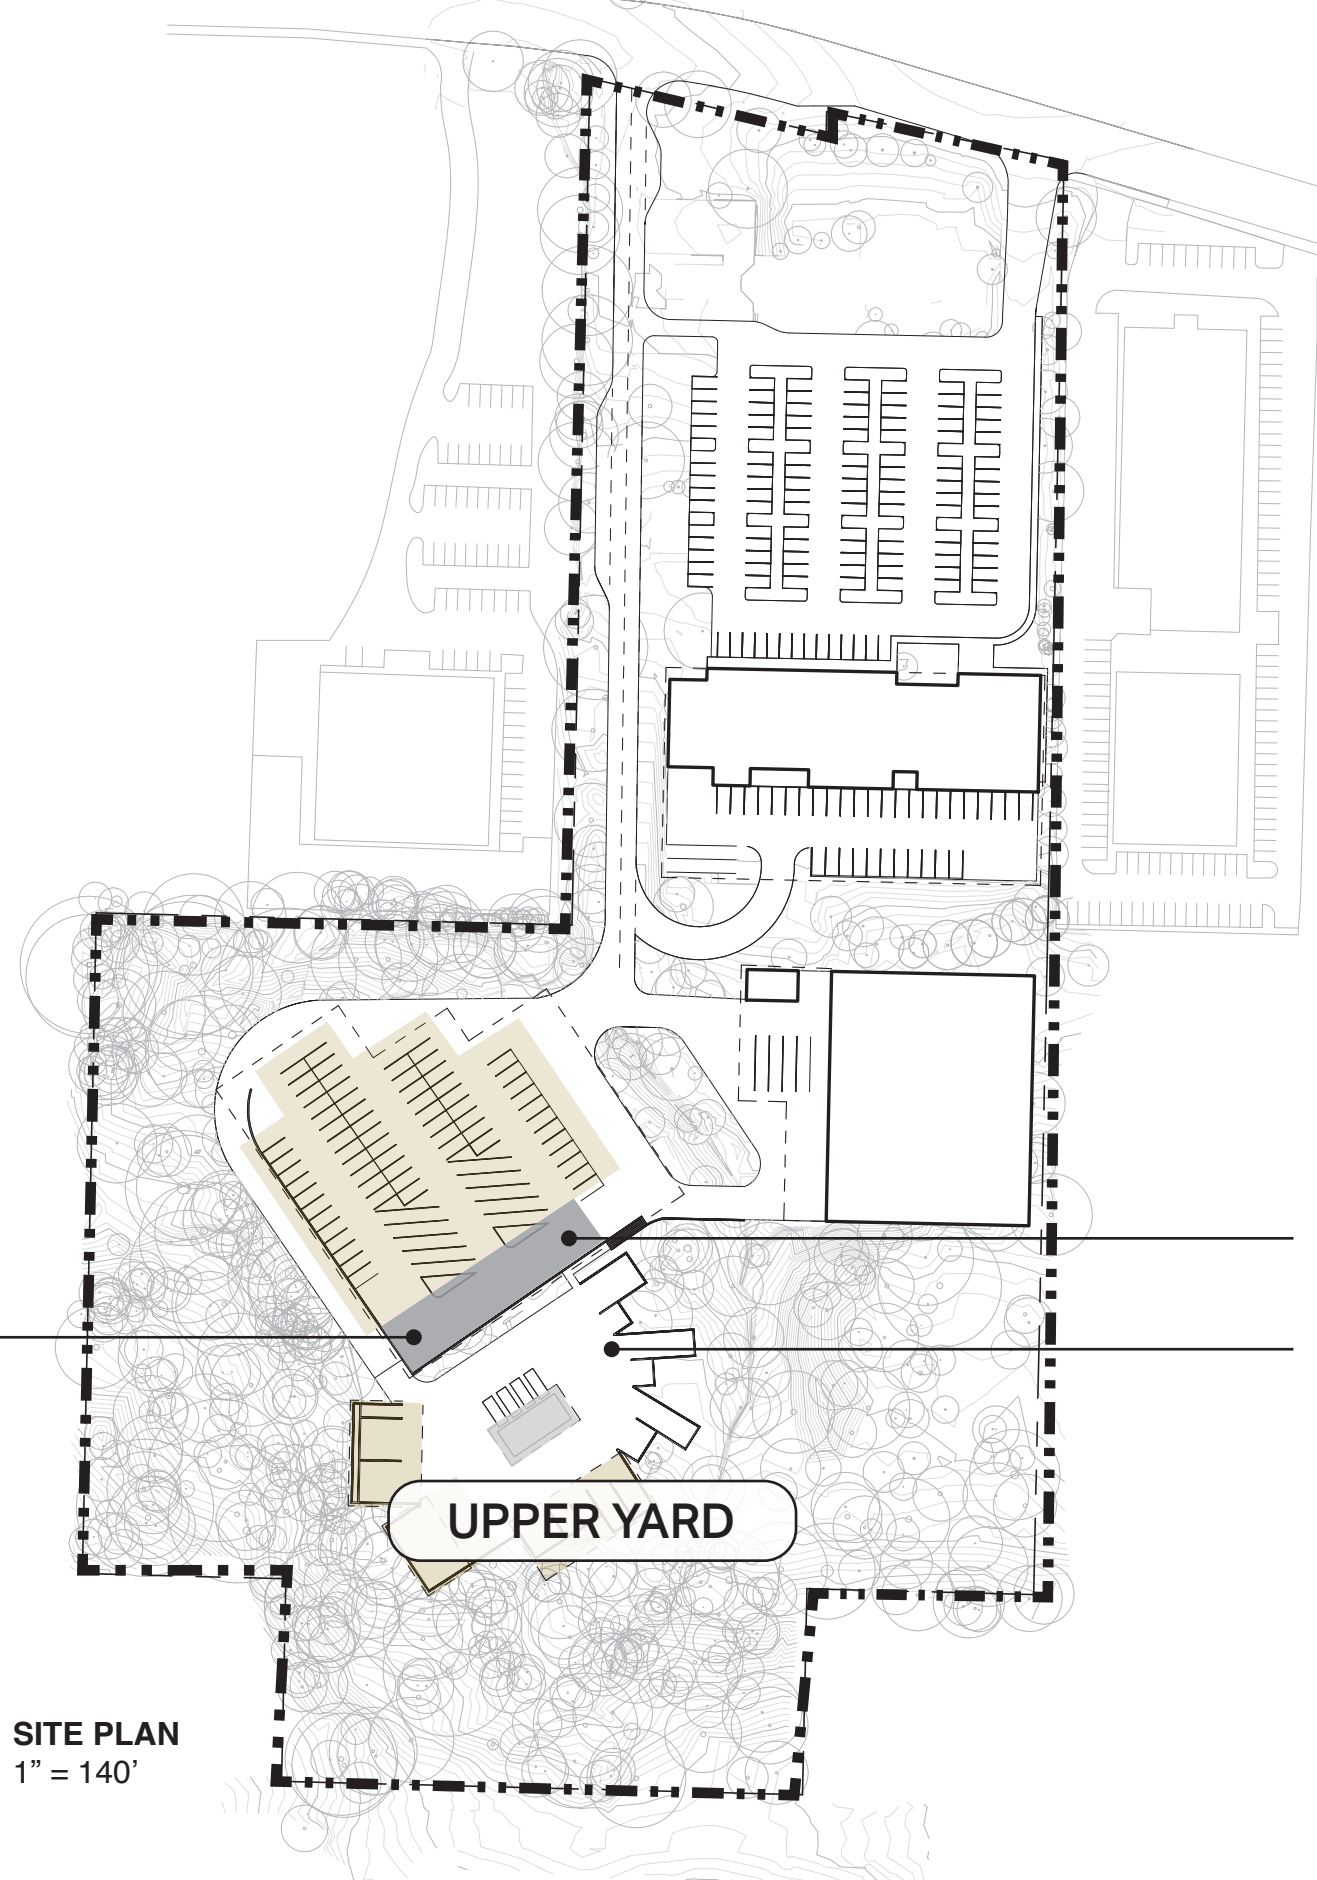 UPPER YARD
SITE PLAN
1” = 140’